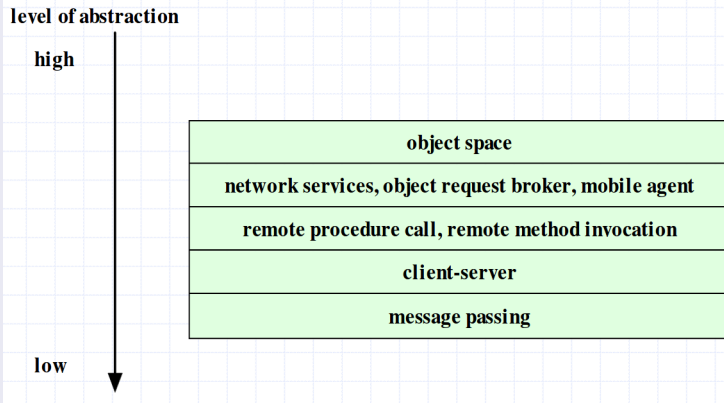 level of abstraction
high
object space
network services, object request broker, mobile agent
remote procedure call, remote method invocation
client-server
message passing
low